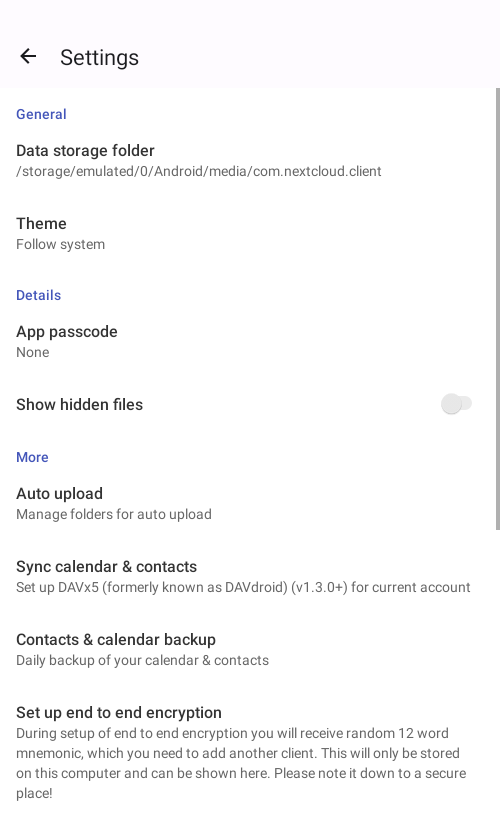 Settings
General
Data storage folder
/storage/emulated/0/Android/media/com.nextcloud.client
Theme
Follow system
Details
App passcode
None
Show hidden files
More
Auto upload
Manage folders for auto upload
Sync calendar & contacts
Set up DAVx5 (formerly known as DAVdroid) (v1.3.0+) for current account
Contacts & calendar backup
Daily backup of your calendar & contacts
Set up end to end encryption
During setup of end to end encryption you will receive random 12 word
mnemonic, which you need to add another client. This will only be stored
on this computer and can be shown here. Please note it down to a secure
place!